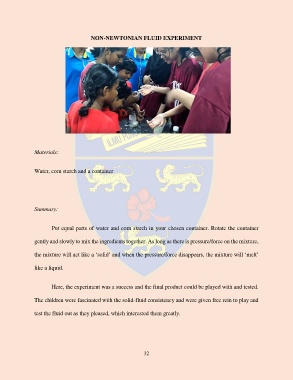 NON-NEWTONIAN FLUID EXPERIMENT
ILMU
Materials:
Water, corn starch and a container
Summary:
Put equal parts of water and corn starch in your chosen container. Rotate the container
gently and slowly to mix the ingredients together. As long as there is pressure/force on the mixture,
the mixture will act like a 'solid' and when the pressure/force disappears, the mixture will 'melt'
like a liquid.
Here, the experiment was a success and the final product could be played with and tested.
The children were fascinated with the solid-fluid consistency and were given free rein to play and
test the fluid out as they pleased, which interested them greatly.
32